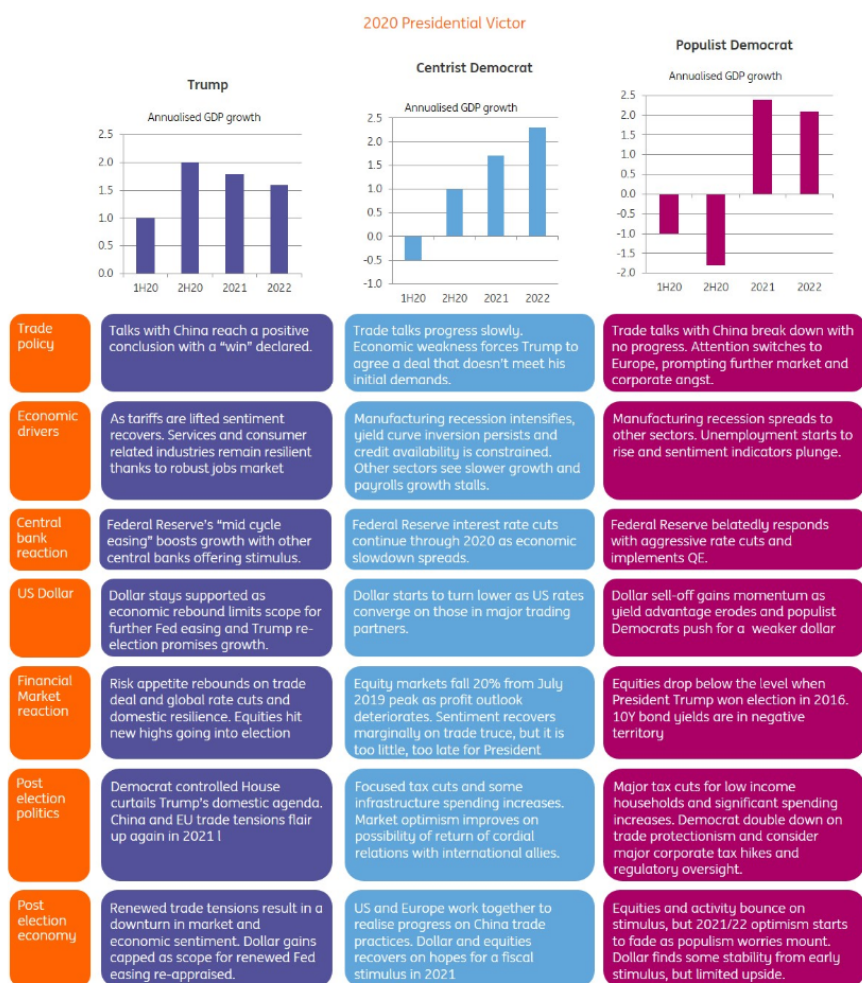 2020 Presidential Victor
Trump
Annualised GDP growth
2.5
2.0
1.5
1.0
0.5
0.0
1H20
2H20
2021
2022
Centrist Democrat
Annualised GDP growth
2.5
2.0
1.5
1.0
0.5
0.0
-0.5
-1.0
1H20
2H20
2021
2022
Populist Democrat
Annualised GDP growth
2.5
2.0
1.5
1.0
0.5
0.0
-0.5
-1.0
-1.5
-2.0
1H20
2H20
2021
2022
Trade
policy
Talks with China reach a positive
conclusion with a “win” declared.
Trade talks progress slowly.
Economic weakness forces Trump to
agree a deal that doesn’t meet his
initial demands.
Trade talks with China break down with
no progress. Attention switches to
Europe, prompting further market and
corporate angst.
Economic
drivers
As tariffs are lifted sentiment
recovers. Services and consumer
related industries remain resilient
thanks to robust jobs market
Manufacturing recession intensifies,
yield curve inversion persists and
credit availability is constrained.
Other sectors see slower growth and
payrolls growth stalls.
Manufacturing recession spreads to
other sectors. Unemployment starts to
rise and sentiment indicators plunge.
Central
bank
reaction
Federal Reserve’s “mid cycle
easing” boosts growth with other
central banks offering stimulus.
Federal Reserve interest rate cuts
continue through 2020 as economic
slowdown spreads.
Federal Reserve belatedly responds
with aggressive rate cuts and
implements QE.
US Dollar
Dollar stays supported as
economic rebound limits scope for
further Fed easing and Trump re-
election promises growth.
Dollar starts to turn lower as US rates
converge on those in major trading
partners.
Dollar sell-off gains momentum as
yield advantage erodes and populist
Democrats push for a weaker dollar
Financial
Market
reaction
Risk appetite rebounds on trade
deal and global rate cuts and
domestic resilience. Equities hit
new highs going into election
Equity markets fall 20% from July
2019 peak as profit outlook
deteriorates. Sentiment recovers
marginally on trade truce, but it is
too little, too late for President
Equities drop below the level when
President Trump won election in 2016.
10Y bond yields are in negative
territory
Post
election
politics
Democrat controlled House
curtails Trump’s domestic agenda.
China and EU trade tensions flair
up again in 2021 l
Focused tax cuts and some
infrastructure spending increases.
Market optimism improves on
possibility of return of cordial
relations with international allies.
Major tax cuts for low income
households and significant spending
increases. Democrat double down on
trade protectionism and consider
major corporate tax hikes and
regulatory oversight.
Post
election
economy
Renewed trade tensions result in a
downturn in market and
economic sentiment. Dollar gains
capped as scope for renewed Fed
easing re-appraised.
US and Europe work together to
realise progress on China trade
practices. Dollar and equities
recovers on hopes for a fiscal
stimulus in 2021
Equities and activity bounce on
stimulus, but 2021/22 optimism starts
to fade as populism worries mount.
Dollar finds some stability from early
stimulus, but limited upside.